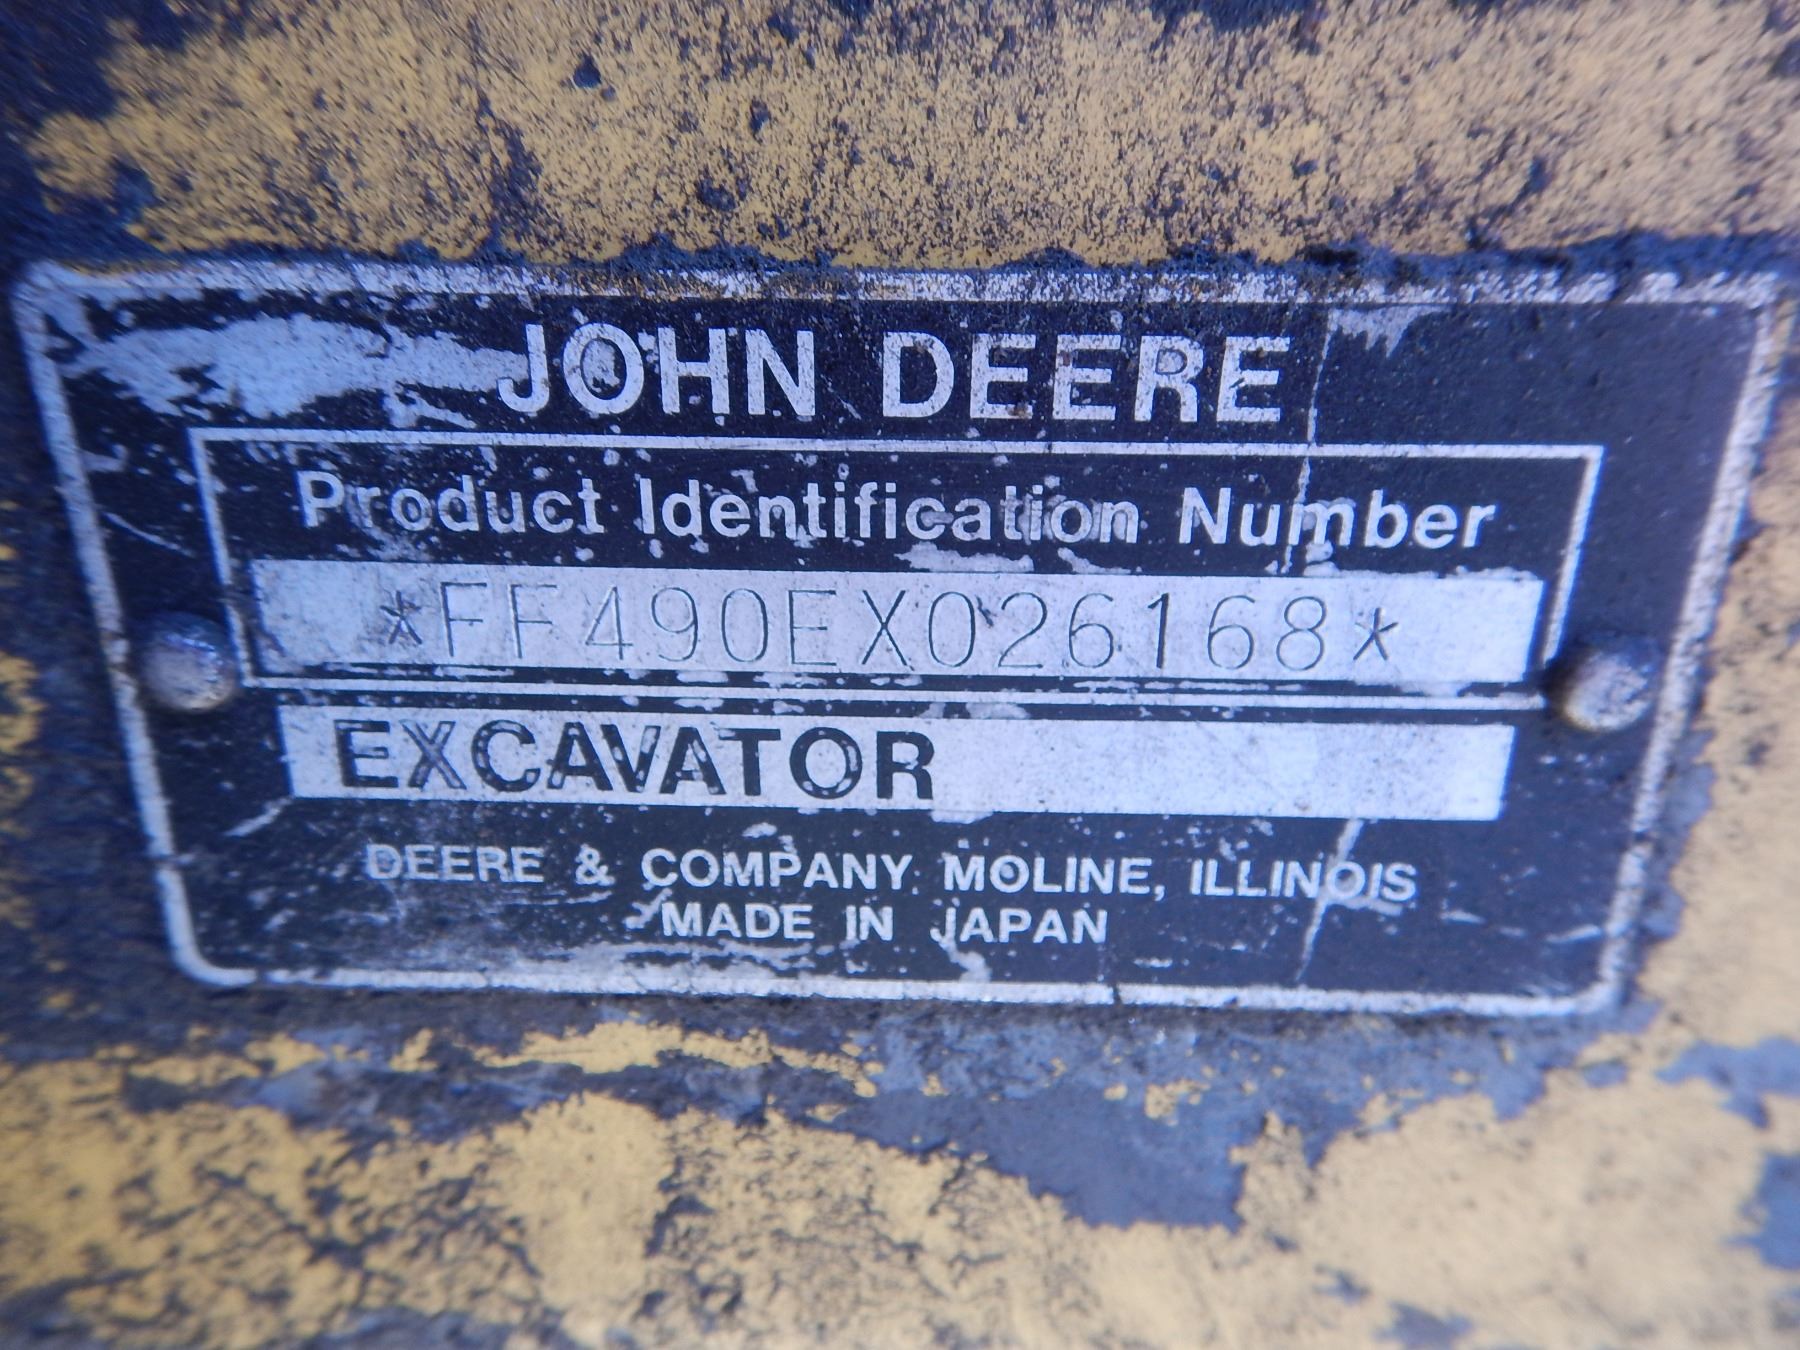 JOHN DEERE
Product Identification Number
*FF490EX026168*
EXCAVATOR
DEERE & COMPANY MOLINE, ILLINOIS
MADE IN JAPAN